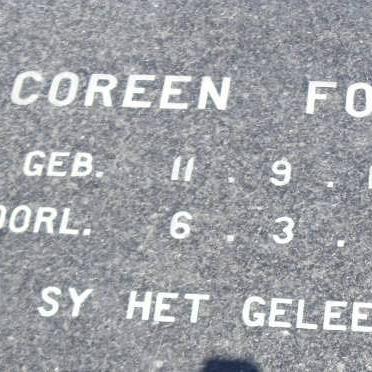 COREEN FO
GEB. 11 . 9 .
OORL. 6 . 3 .
SY HET GELEE